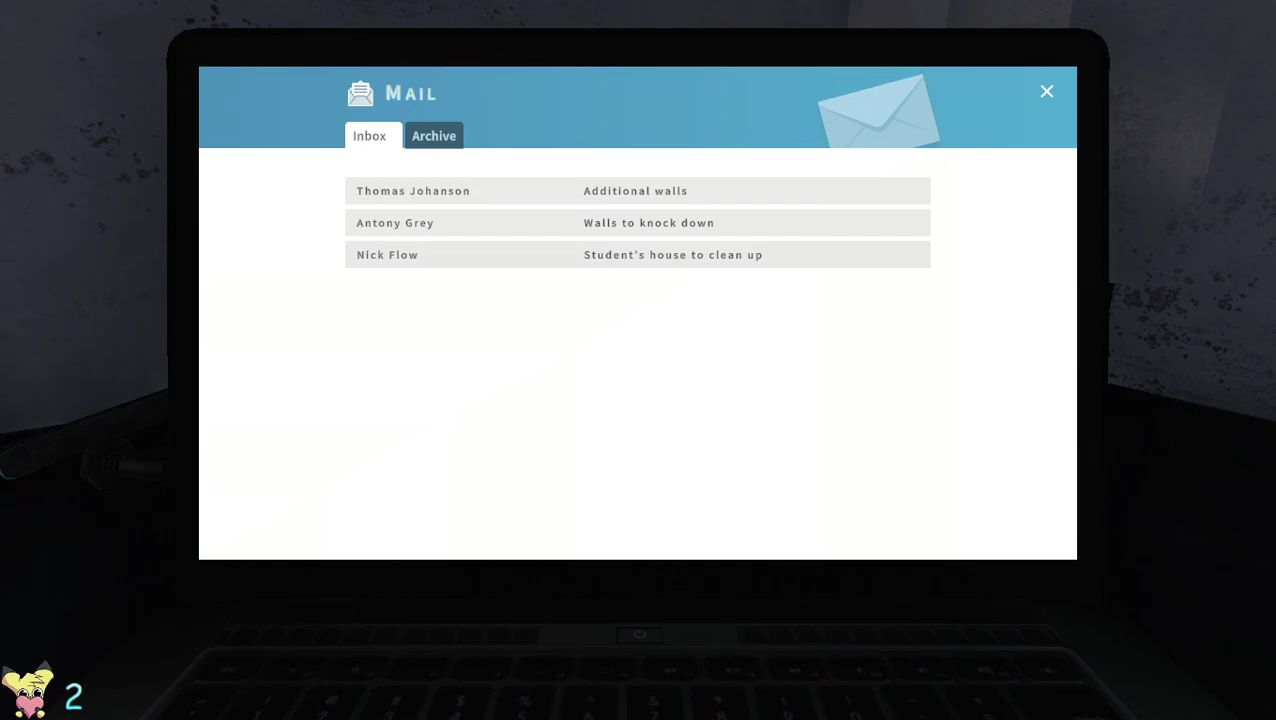 MAIL
Inbox Archive
Thomas Johanson Additional walls
Antony Grey Walls to knock down
Nick Flow Student's house to clean up
2